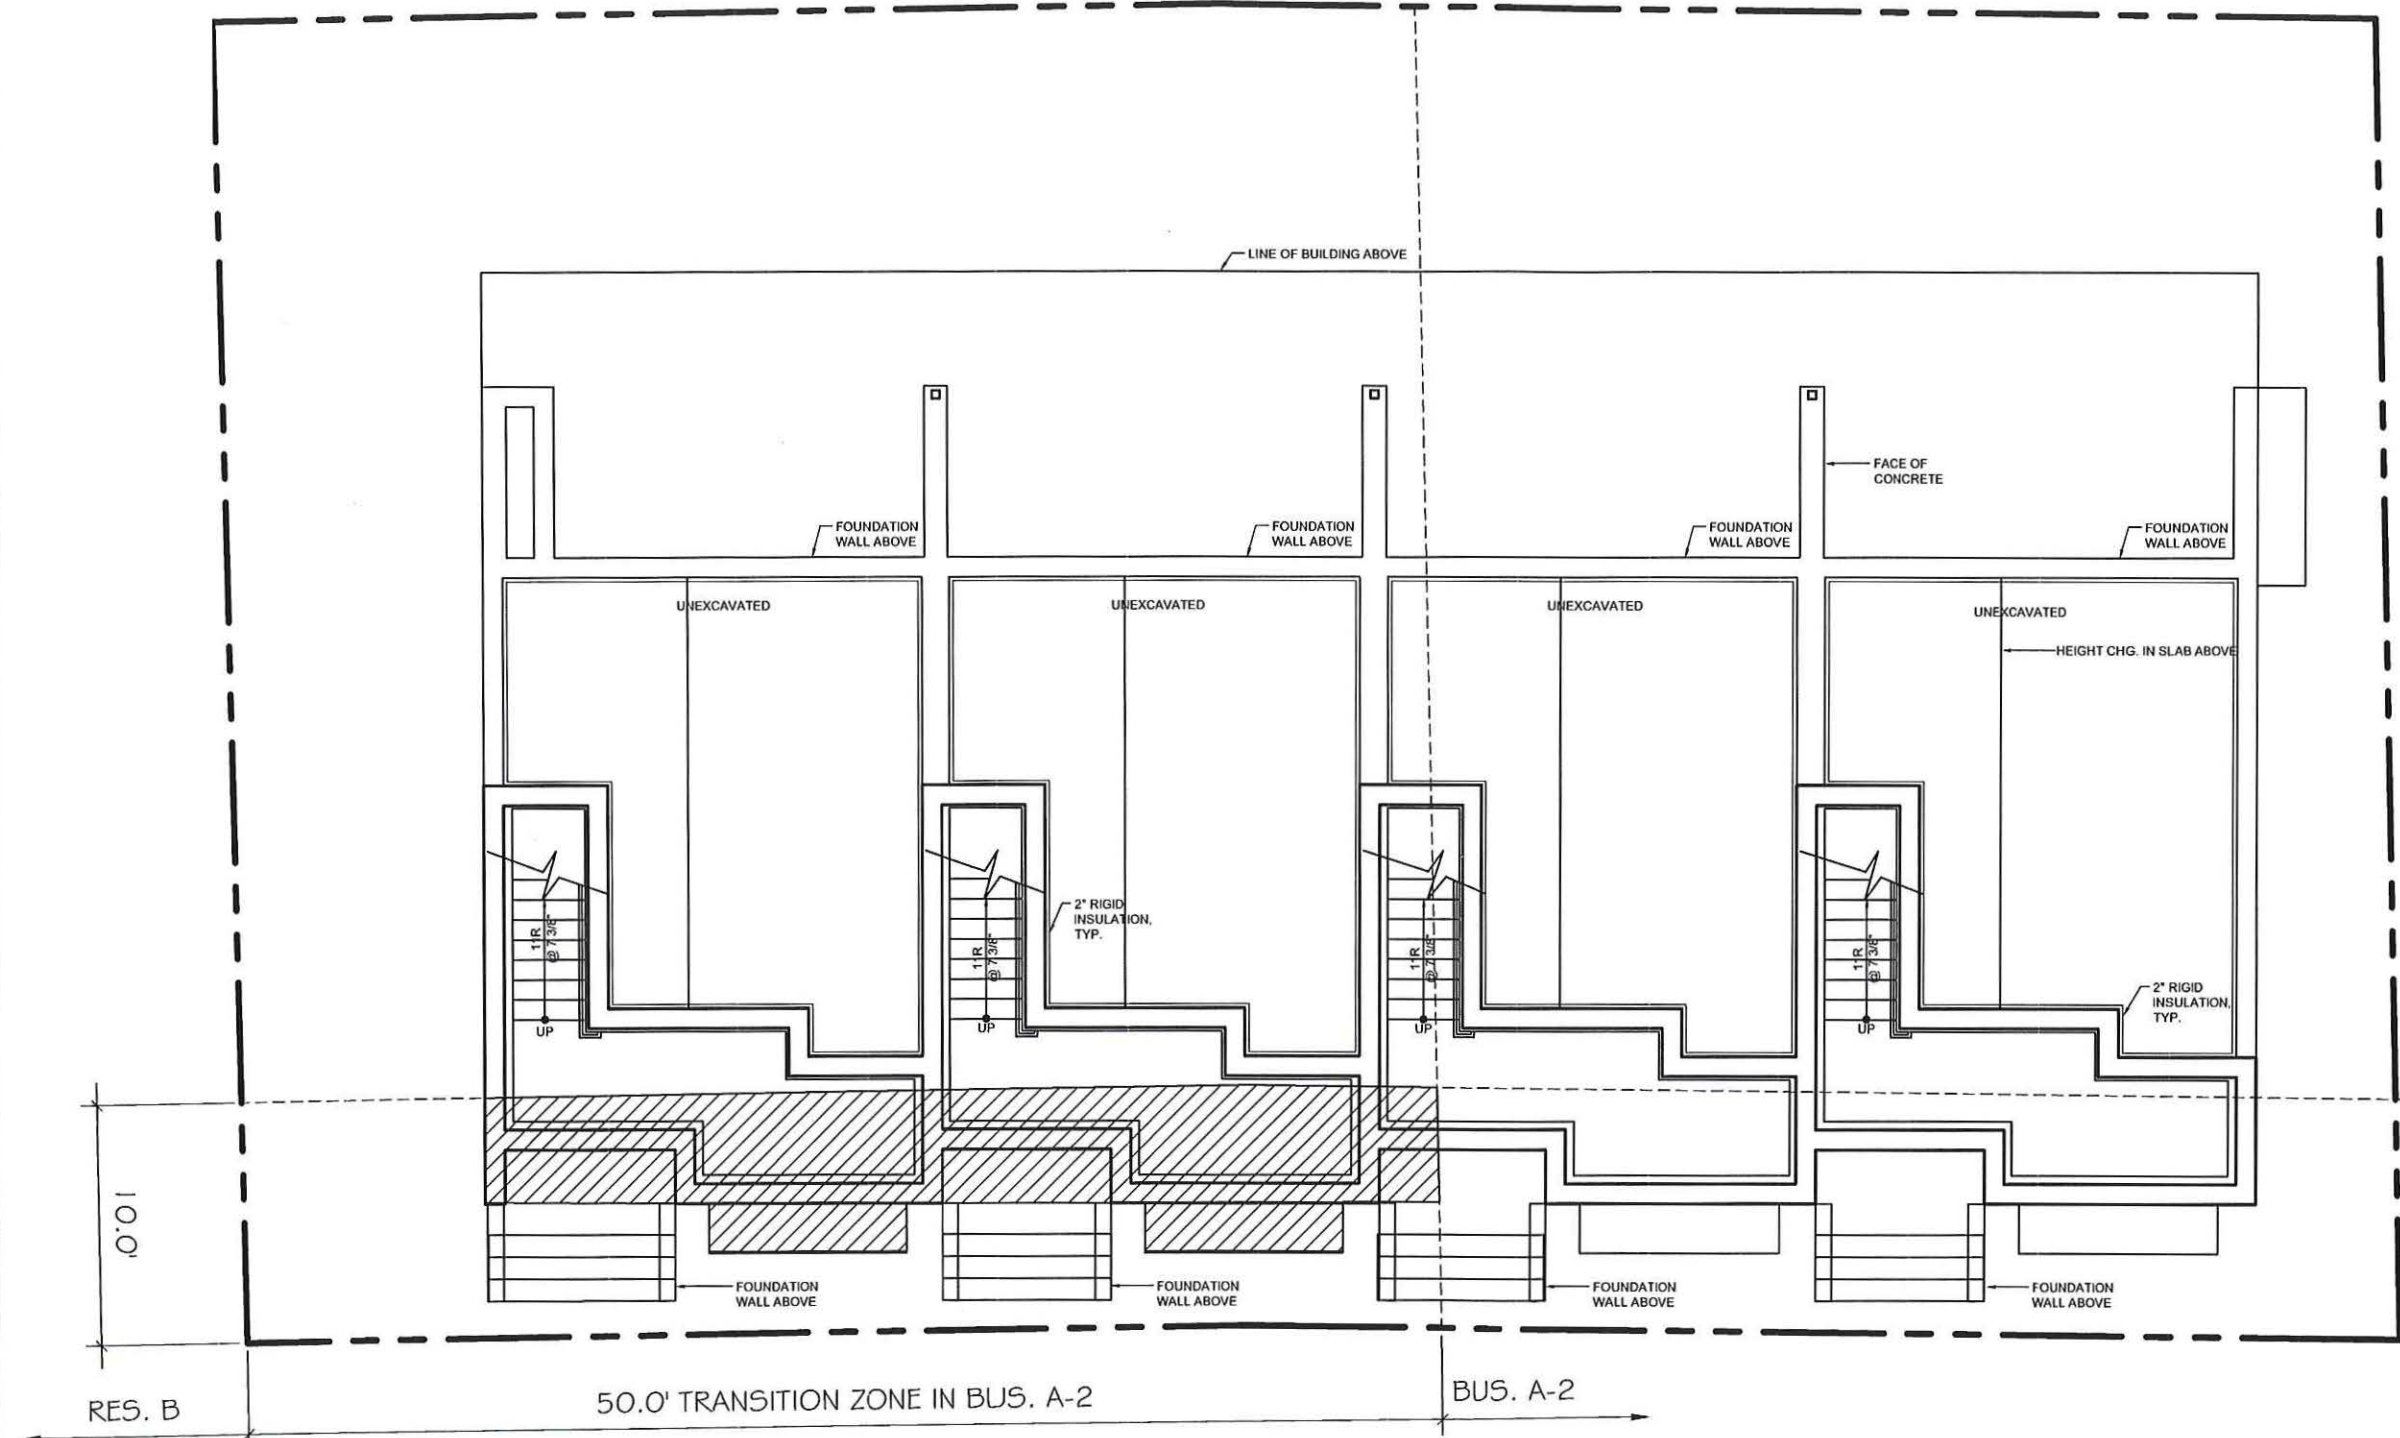 LINE OF BUILDING ABOVE
FACE OF
CONCRETE
FOUNDATION
WALL ABOVE
FOUNDATION
WALL ABOVE
FOUNDATION
WALL ABOVE
FOUNDATION
WALL ABOVE
UNEXCAVATED
UNEXCAVATED
UNEXCAVATED
UNEXCAVATED
HEIGHT CHG. IN SLAB ABOVE
2" RIGID
INSULATION,
TYP.
11R
@ 7 3/8"
11R
@ 7 3/8"
11R
@ 7 3/8"
11R
@ 7 3/8"
2" RIGID
INSULATION,
TYP.
UP
UP
UP
UP
10.0'
FOUNDATION
WALL ABOVE
FOUNDATION
WALL ABOVE
FOUNDATION
WALL ABOVE
FOUNDATION
WALL ABOVE
RES. B
50.0' TRANSITION ZONE IN BUS. A-2
BUS. A-2